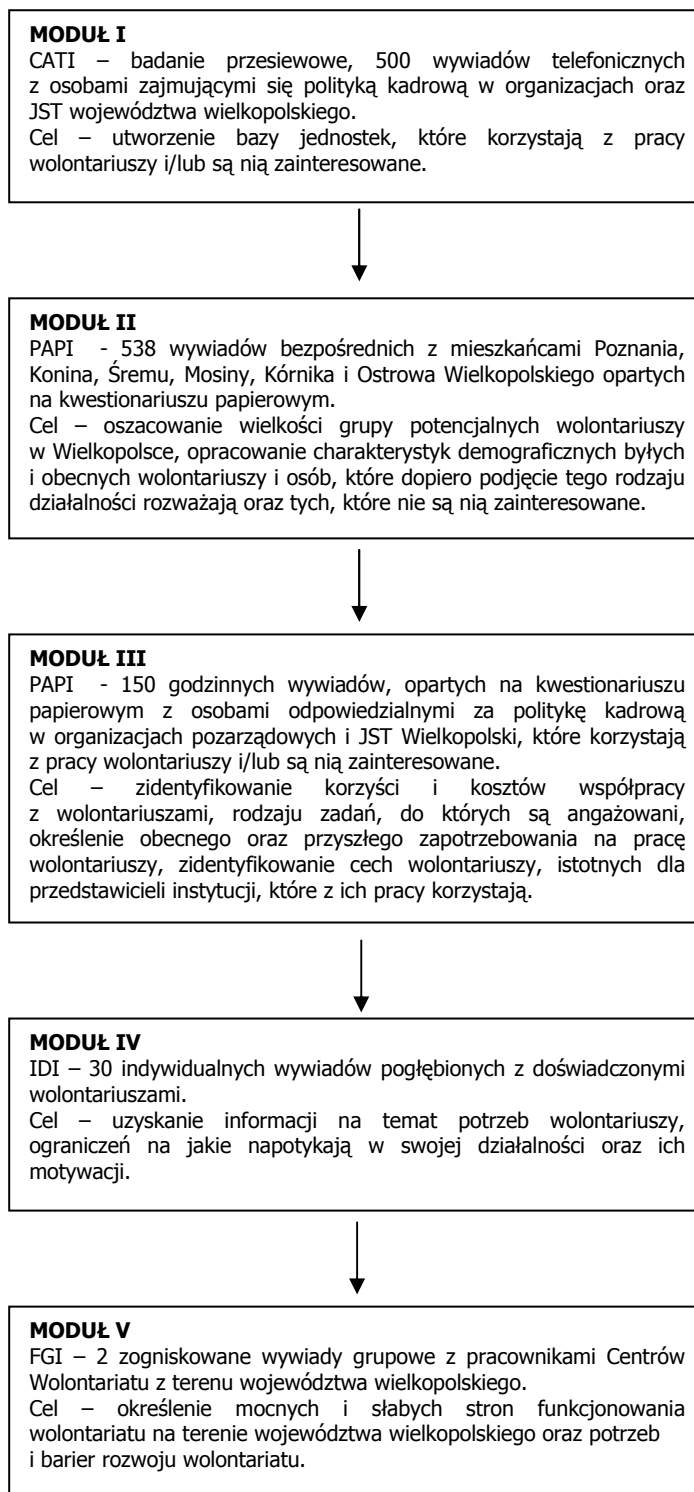 MODUŁ I
CATI – badanie przesiewowe, 500 wywiadów telefonicznych
z osobami zajmującymi się polityką kadrową w organizacjach oraz
JST województwa wielkopolskiego.
Cel – utworzenie bazy jednostek, które korzystają z pracy
wolontariuszy i/lub są nią zainteresowane.
MODUŁ II
PAPI - 538 wywiadów bezpośrednich z mieszkańcami Poznania,
Konina, Śremu, Mosiny, Kórnika i Ostrowa Wielkopolskiego opartych
na kwestionariuszu papierowym.
Cel – oszacowanie wielkości grupy potencjalnych wolontariuszy
w Wielkopolsce, opracowanie charakterystyk demograficznych byłych
i obecnych wolontariuszy i osób, które dopiero podjęcie tego rodzaju
działalności rozważają oraz tych, które nie są nią zainteresowane.
MODUŁ III
PAPI - 150 godzinnych wywiadów, opartych na kwestionariuszu
papierowym z osobami odpowiedzialnymi za politykę kadrową
w organizacjach pozarządowych i JST Wielkopolski, które korzystają
z pracy wolontariuszy i/lub są nią zainteresowane.
Cel – zidentyfikowanie korzyści i kosztów współpracy
z wolontariuszami, rodzaju zadań, do których są angażowani,
określenie obecnego oraz przyszłego zapotrzebowania na pracę
wolontariuszy, zidentyfikowanie cech wolontariuszy, istotnych dla
przedstawicieli instytucji, które z ich pracy korzystają.
MODUŁ IV
IDI – 30 indywidualnych wywiadów pogłębionych z doświadczonymi
wolontariuszami.
Cel – uzyskanie informacji na temat potrzeb wolontariuszy,
ograniczeń na jakie napotykają w swojej działalności oraz ich
motywacji.
MODUŁ V
FGI – 2 zogniskowane wywiady grupowe z pracownikami Centrów
Wolontariatu z terenu województwa wielkopolskiego.
Cel – określenie mocnych i słabych stron funkcjonowania
wolontariatu na terenie województwa wielkopolskiego oraz potrzeb
i barier rozwoju wolontariatu.